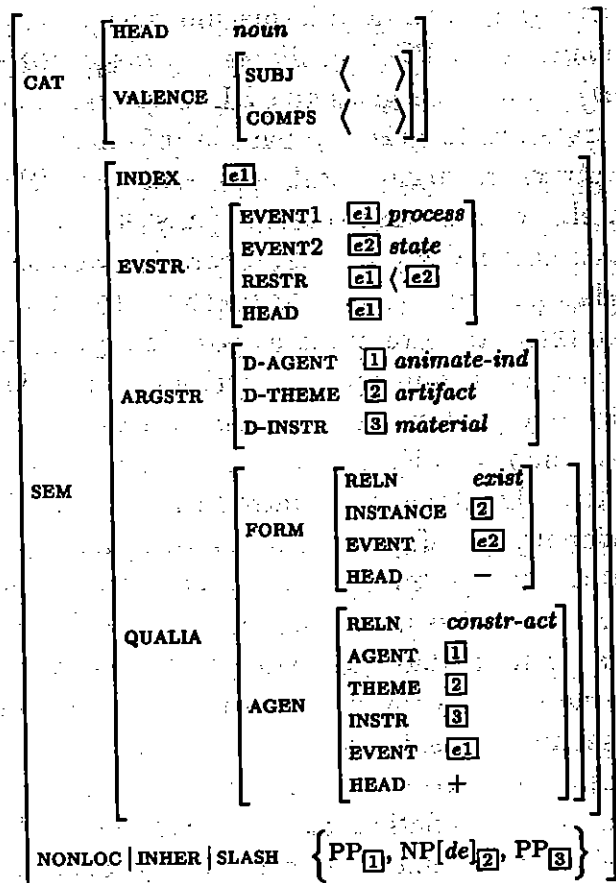 HEAD noun
CAT
VALENCE
SUBJ ⟨ ⟩
COMPS ⟨ ⟩
INDEX e1
EVSTR
EVENT1 e1 process
EVENT2 e2 state
RESTR e1 ⟨ e2
HEAD e1
ARGSTR
D-AGENT 1 animate-ind
D-THEME 2 artifact
D-INSTR 3 material
SEM
QUALIA
FORM
RELN exist
INSTANCE 2
EVENT e2
HEAD −
AGEN
RELN constr-act
AGENT 1
THEME 2
INSTR 3
EVENT e1
HEAD +
NONLOC | INHER | SLASH { PP1, NP[de]2, PP3 }